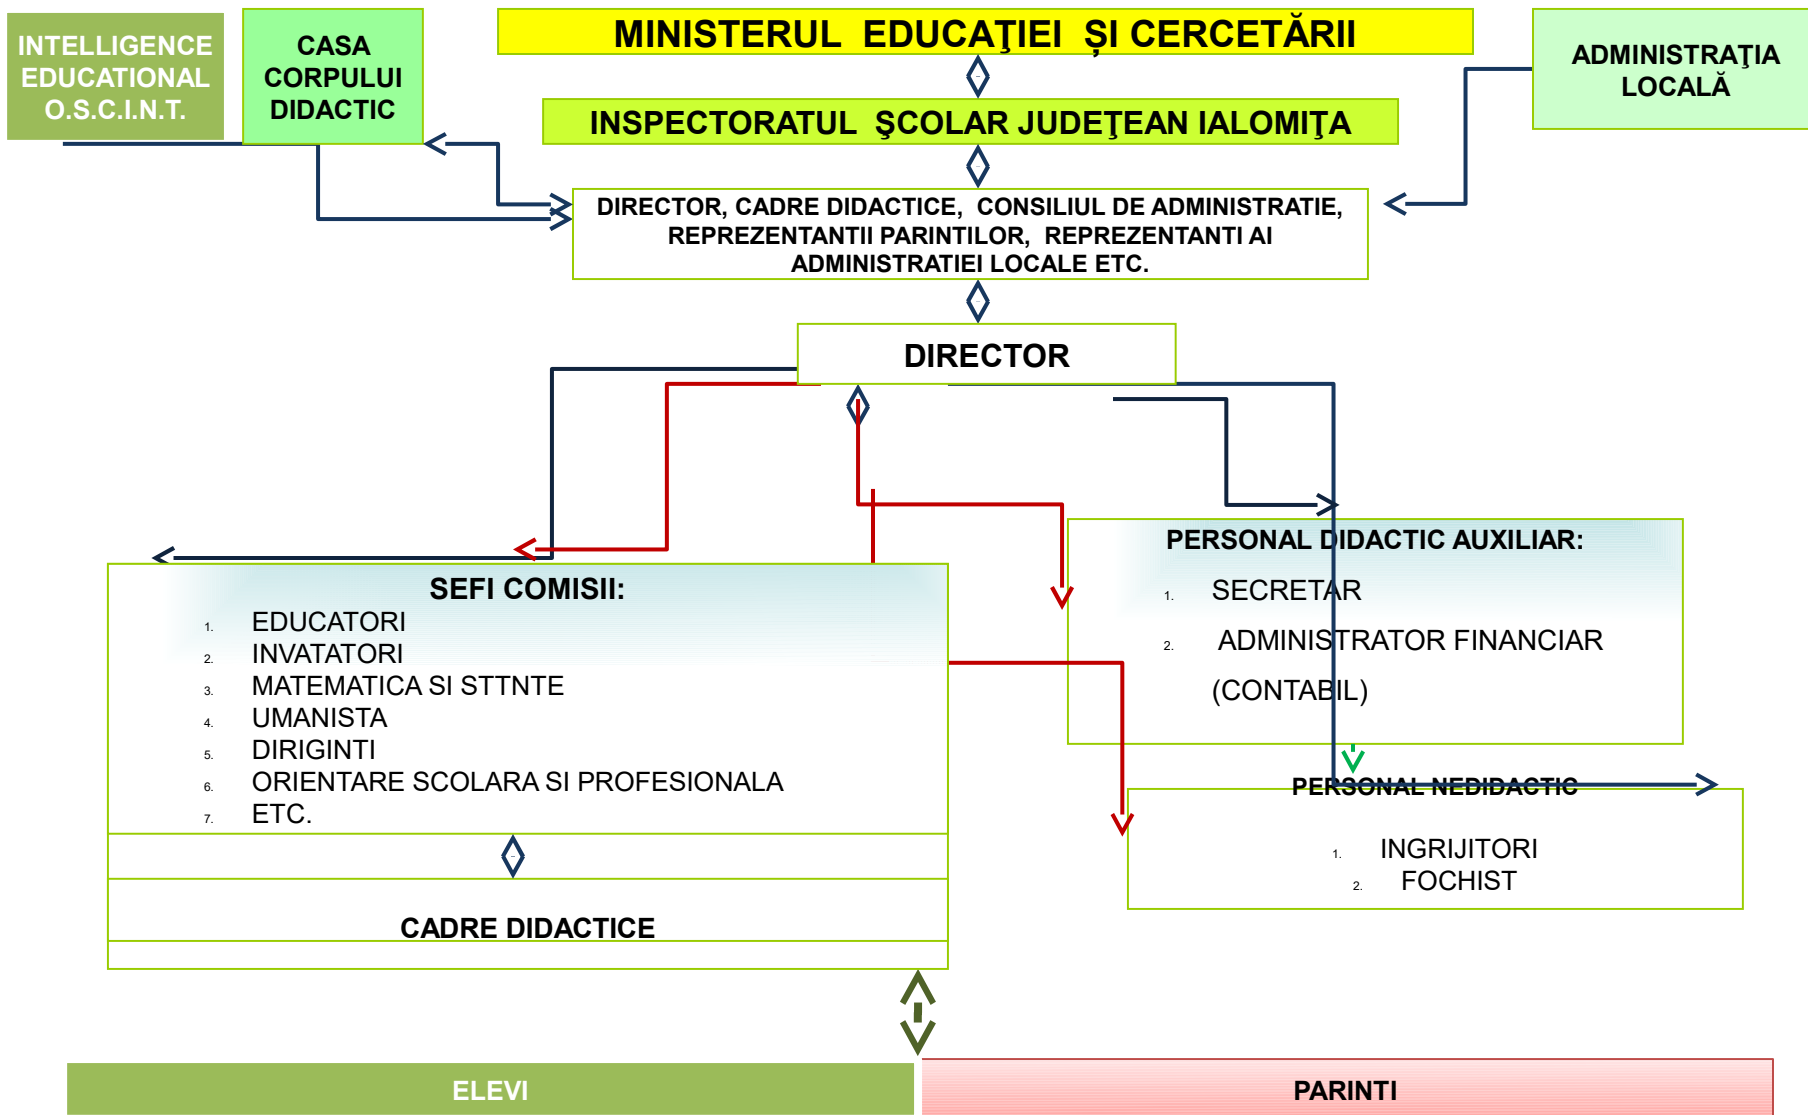 INTELLIGENCE
EDUCATIONAL
O.S.C.I.N.T.
CASA
CORPULUI
DIDACTIC
MINISTERUL EDUCAŢIEI ȘI CERCETĂRII
ADMINISTRAŢIA
LOCALĂ
INSPECTORATUL ŞCOLAR JUDEŢEAN IALOMIŢA
DIRECTOR, CADRE DIDACTICE, CONSILIUL DE ADMINISTRATIE,
REPREZENTANTII PARINTILOR, REPREZENTANTI AI
ADMINISTRATIEI LOCALE ETC.
DIRECTOR
SEFI COMISII:
1. EDUCATORI
2. INVATATORI
3. MATEMATICA SI STTNTE
4. UMANISTA
5. DIRIGINTI
6. ORIENTARE SCOLARA SI PROFESIONALA
7. ETC.
CADRE DIDACTICE
PERSONAL DIDACTIC AUXILIAR:
1. SECRETAR
2. ADMINISTRATOR FINANCIAR
(CONTABIL)
PERSONAL NEDIDACTIC
1. INGRIJITORI
2. FOCHIST
ELEVI
PARINTI